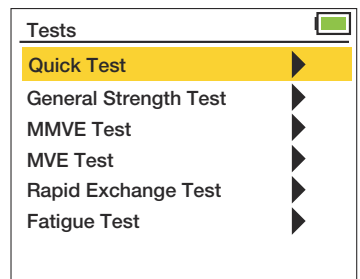 Tests
Quick Test
General Strength Test
MMVE Test
MVE Test
Rapid Exchange Test
Fatigue Test